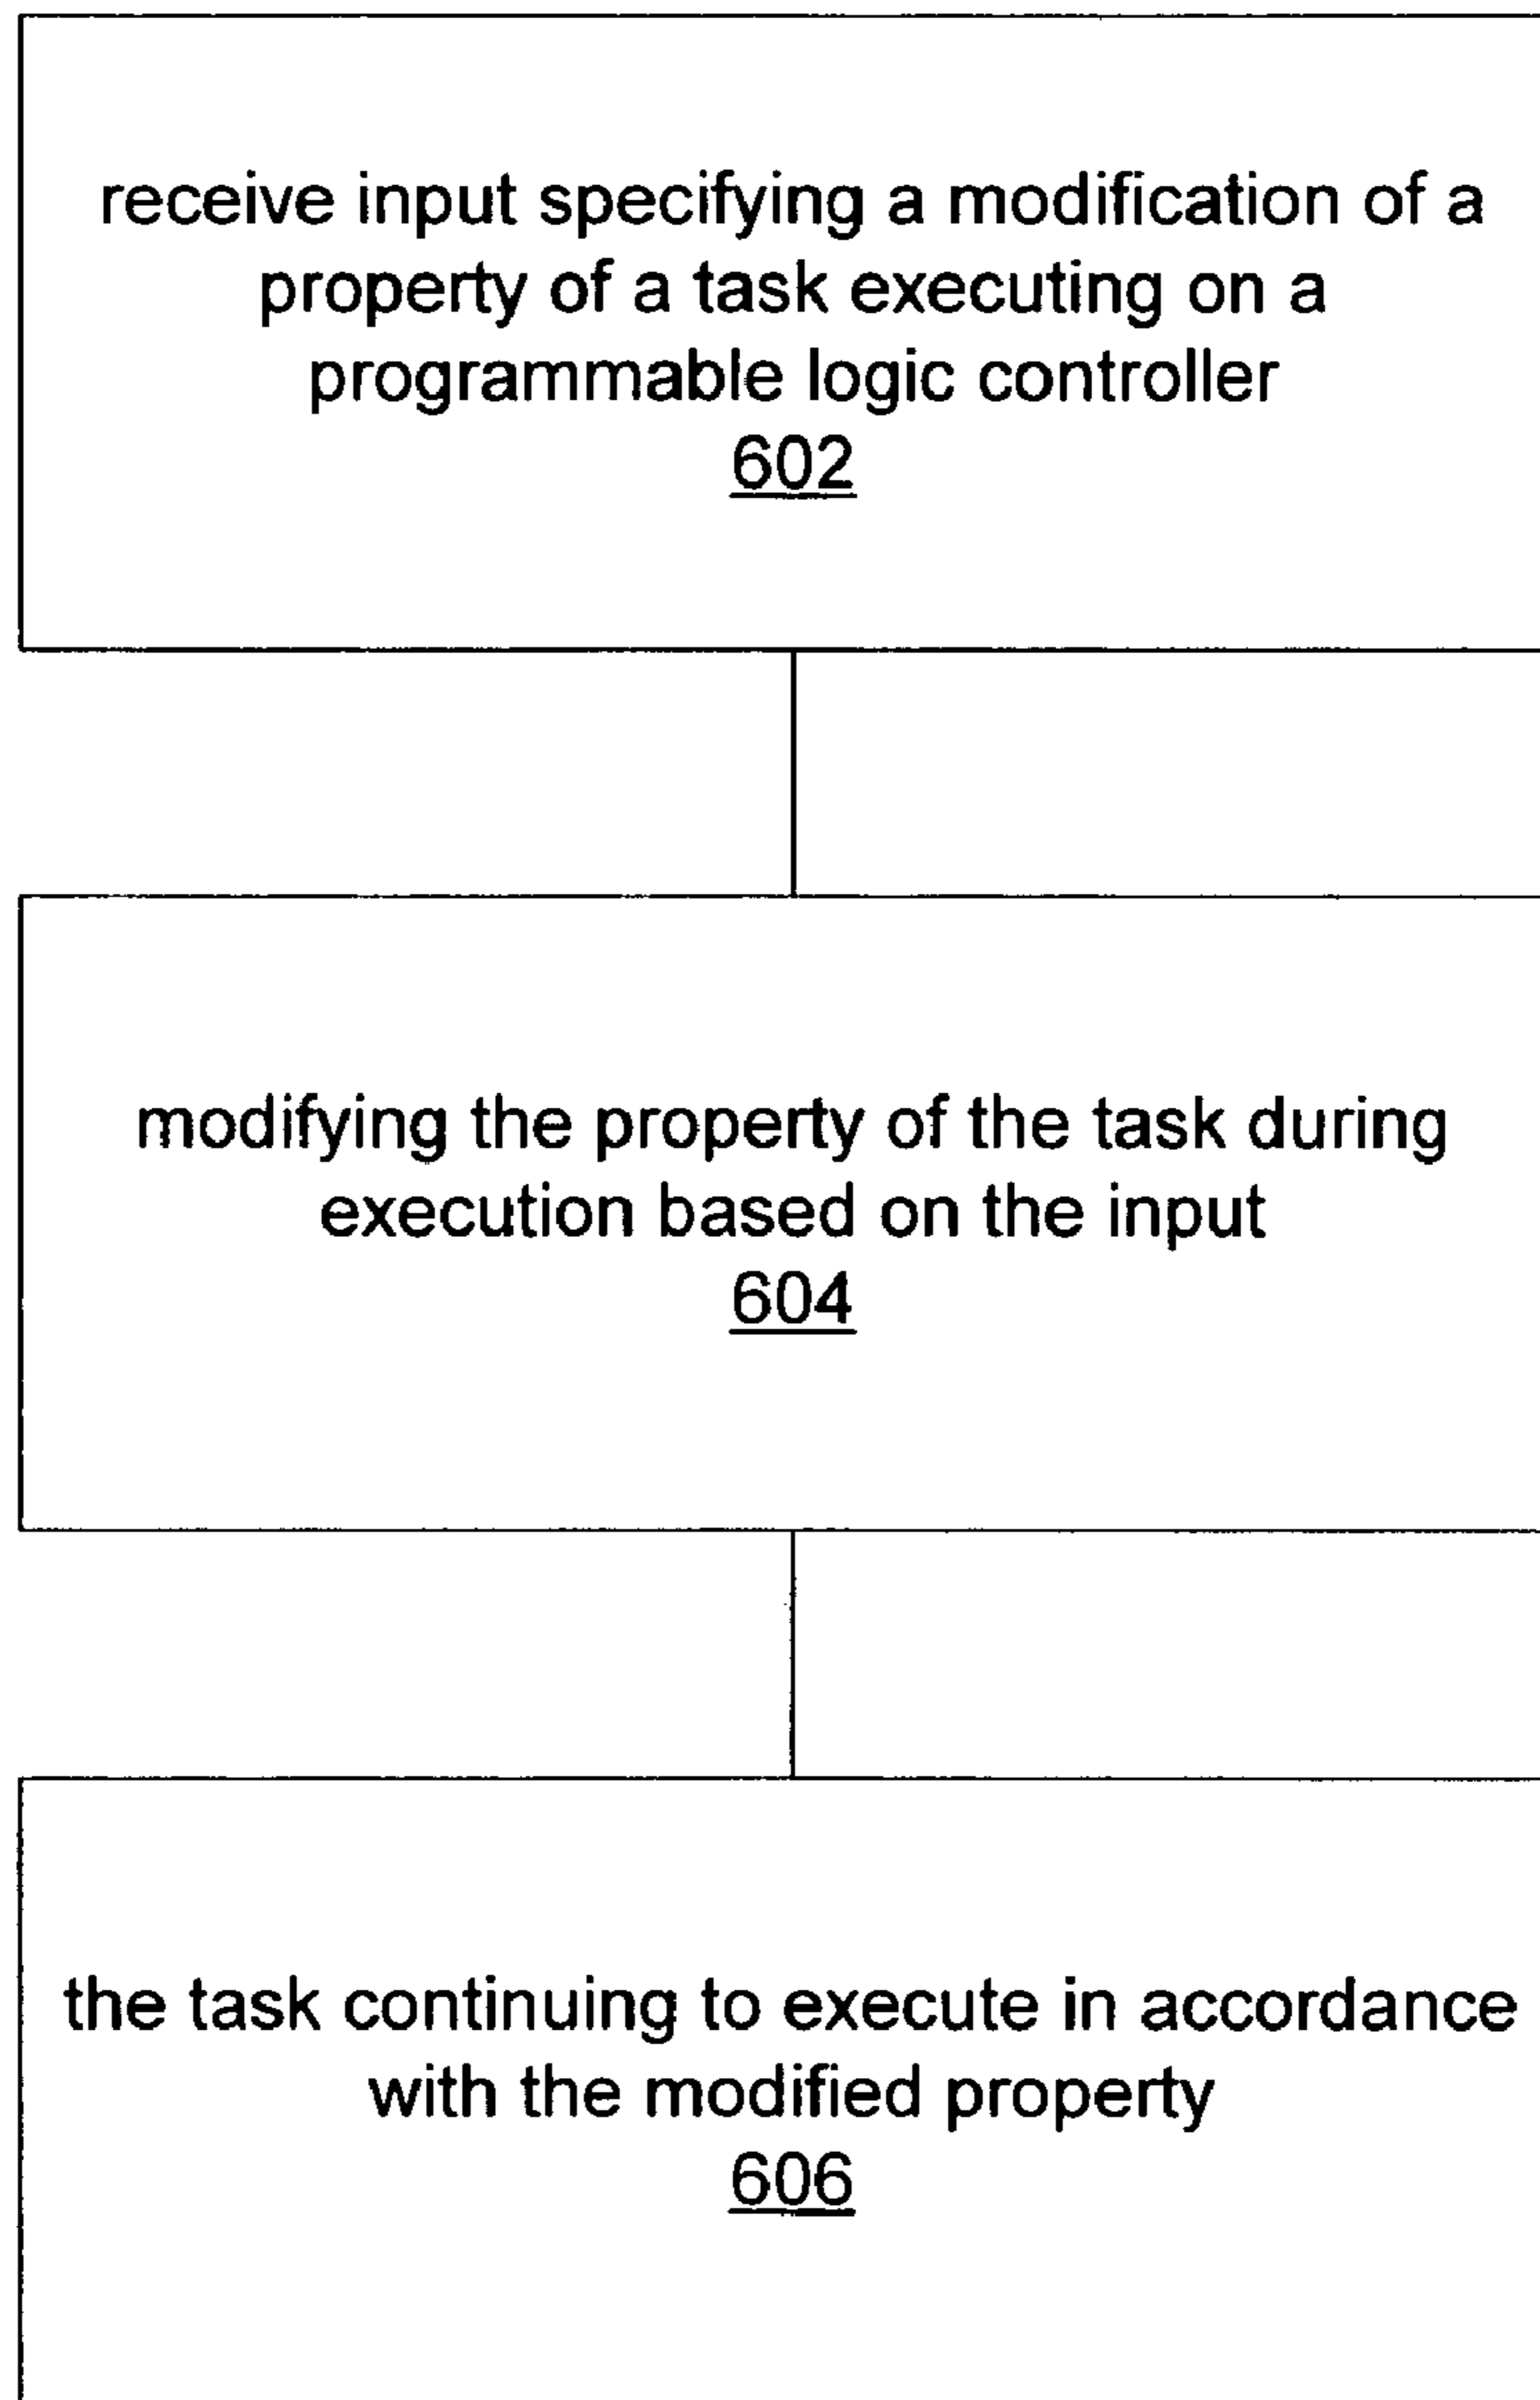 receive input specifying a modification of a
property of a task executing on a
programmable logic controller
602
modifying the property of the task during
execution based on the input
604
the task continuing to execute in accordance
with the modified property
606